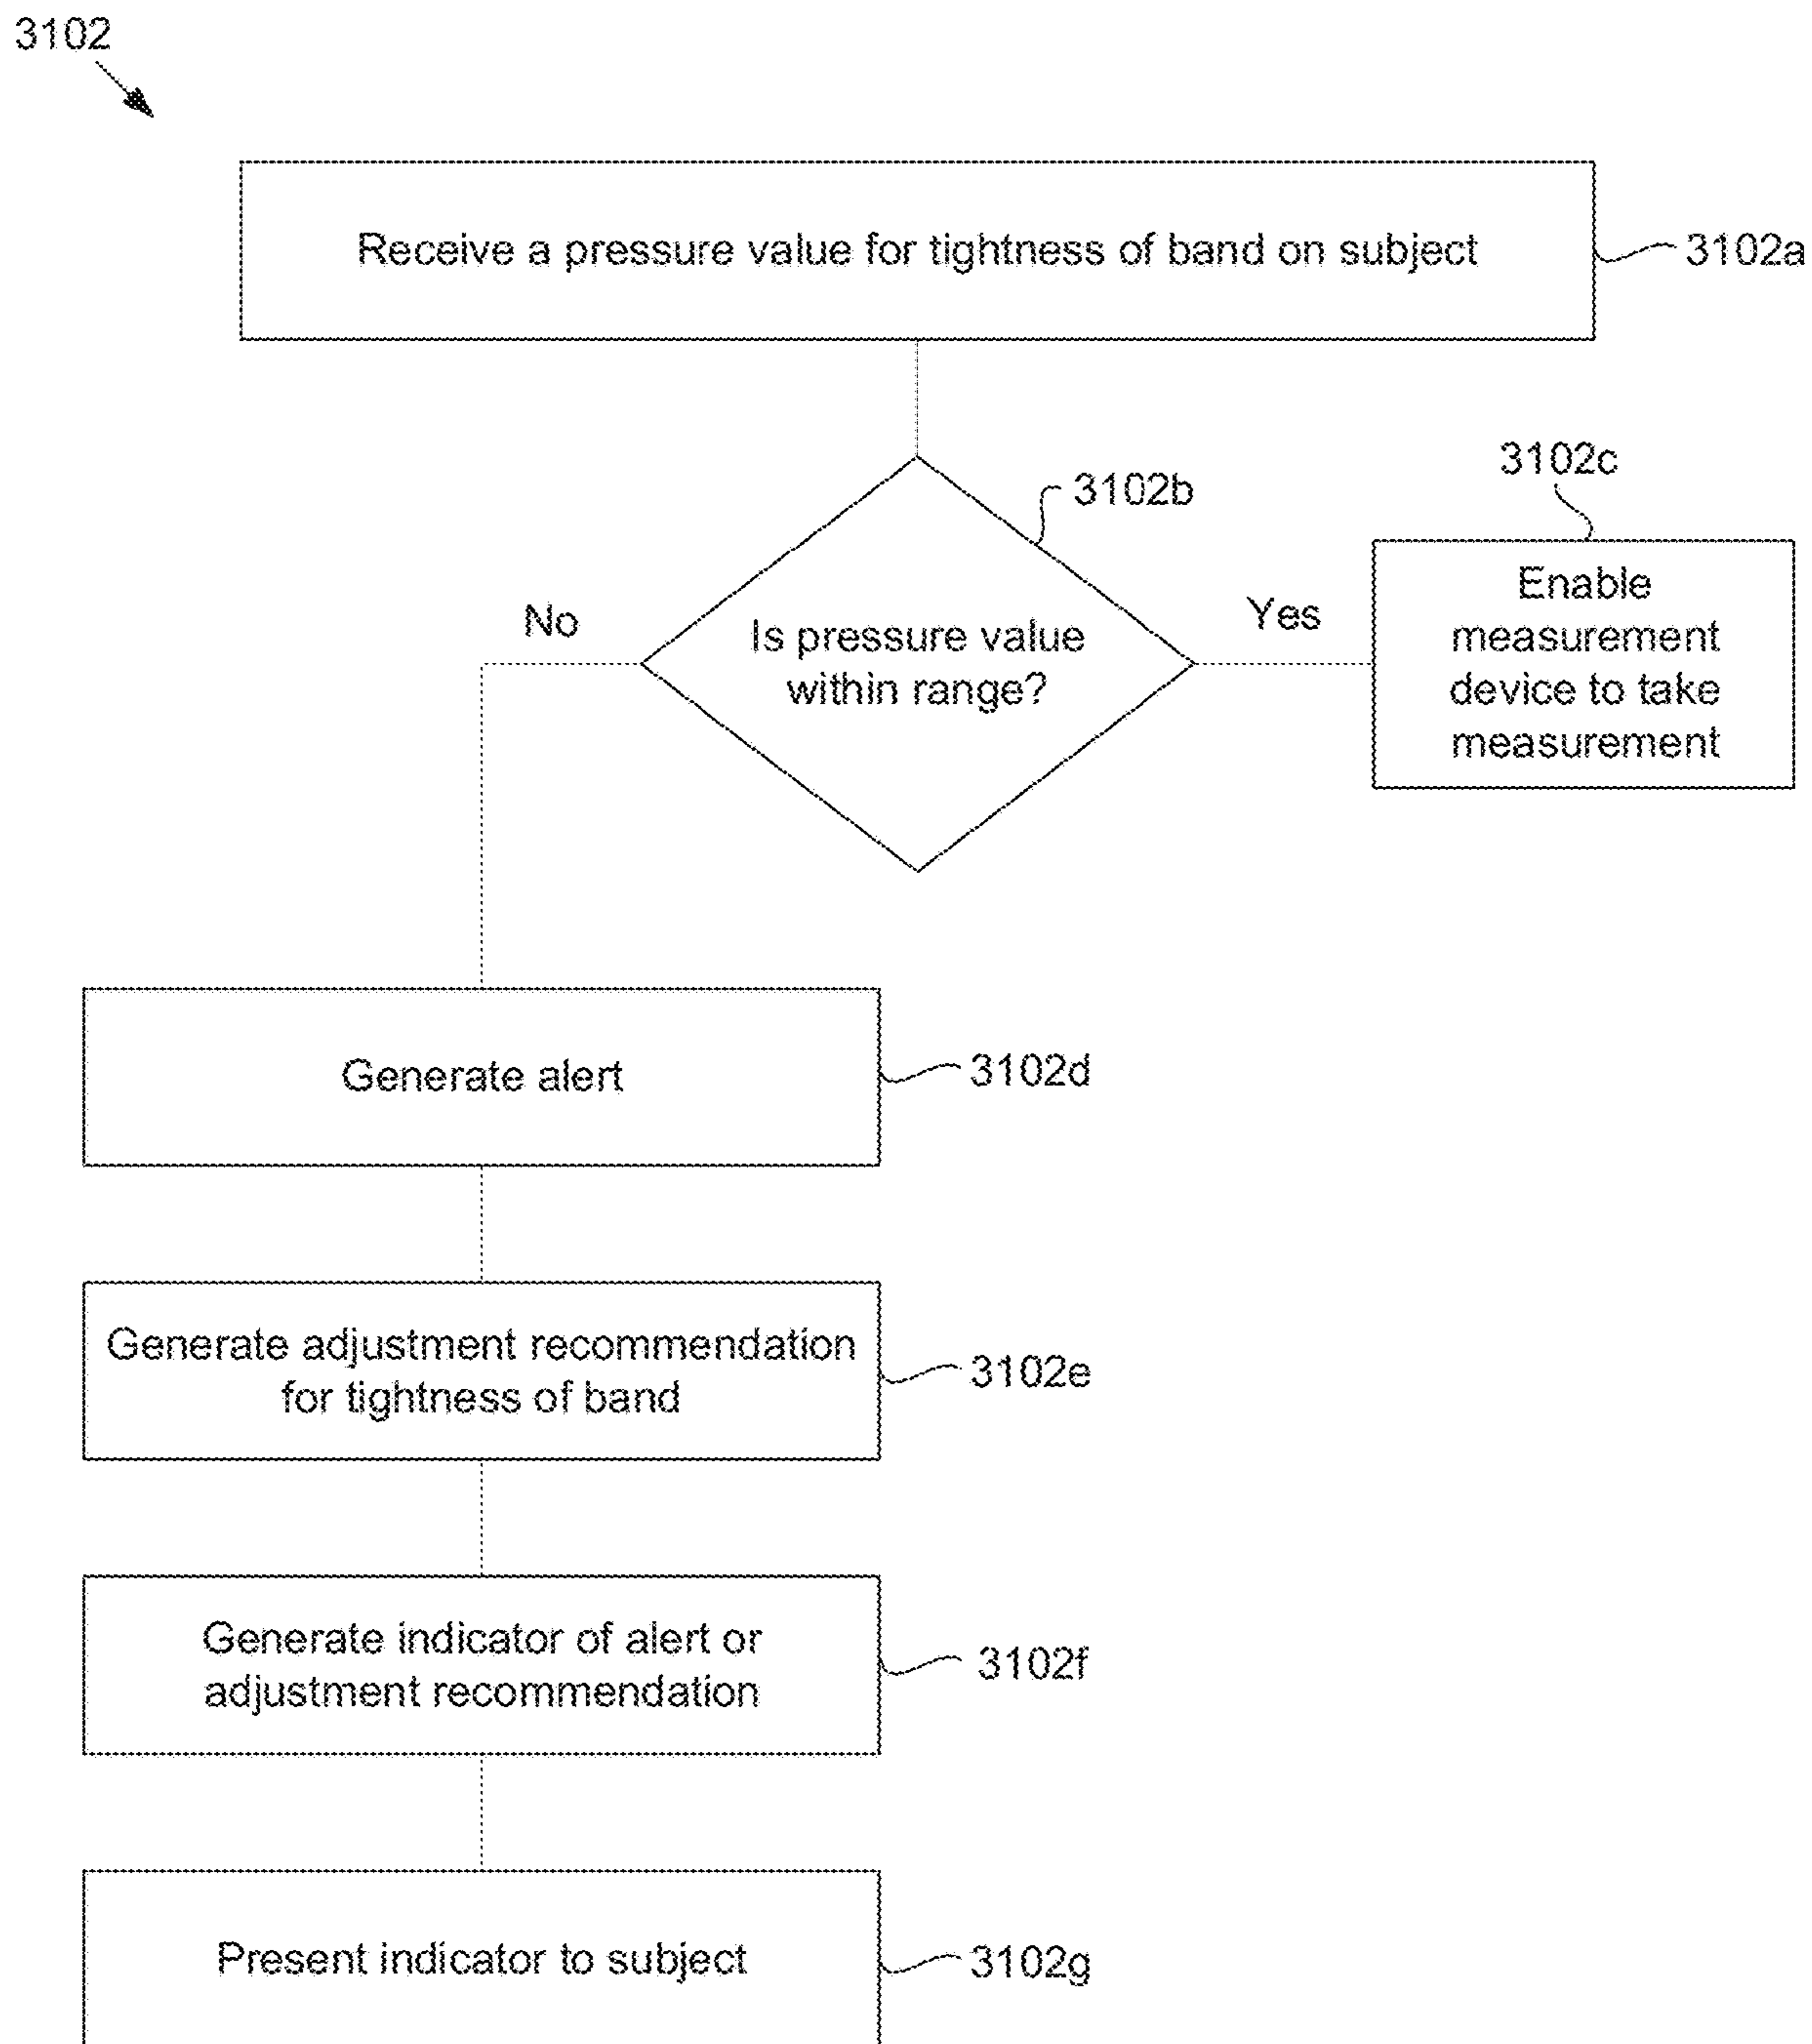 3102
Receive a pressure value for tightness of band on subject
3102a
3102b
3102c
No
Is pressure value
within range?
Yes
Enable
measurement
device to take
measurement
Generate alert
3102d
Generate adjustment recommendation
for tightness of band
3102e
Generate indicator of alert or
adjustment recommendation
3102f
Present indicator to subject
3102g